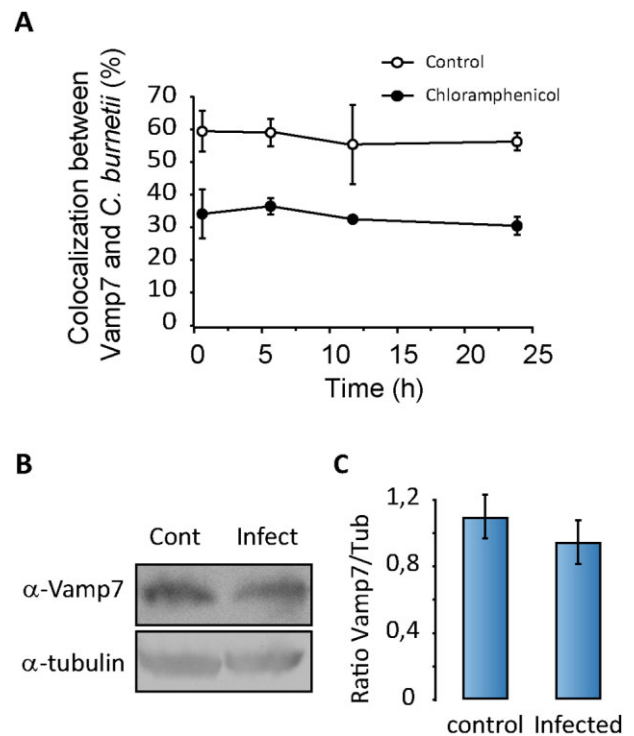 A
Control
Chloramphenicol
Colocalization between
Vamp7 and C. burnetii (%)
70
60
50
40
30
20
10
0
0 5 10 15 20 25
Time (h)
B
Cont Infect
α-Vamp7
α-tubulin
C
Ratio Vamp7/Tub
1,2
0,8
0,4
0
control Infected